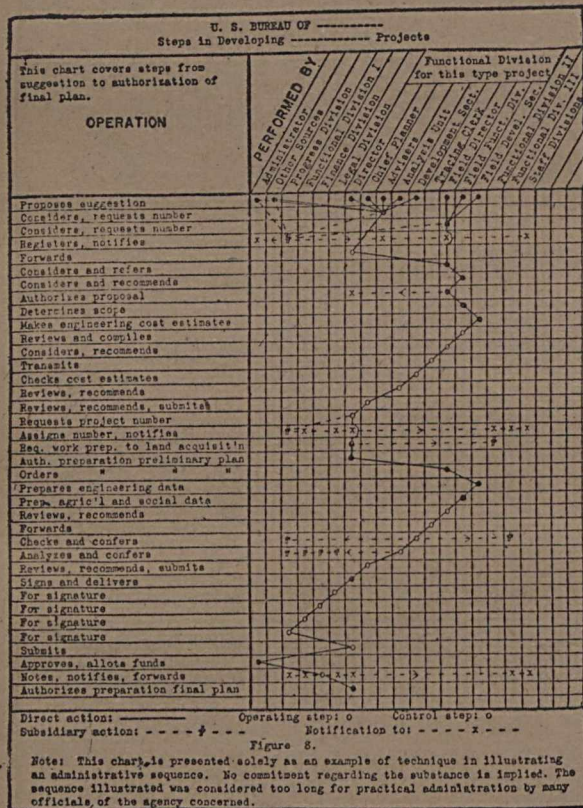 U. S. BUREAU OF ---------
Steps in Developing ---------- Projects
This chart covers steps from
suggestion to authorization of
final plan.
Functional Division
for this type project
OPERATION
PERFORMED BY
Administrator
Other Sources
Progress Division
Functional Division I
Finance Division
Legal Division
Director
Chief Planner
Advisers
Analysis Unit
Development Sect.
Tracing Clerk
Field Director
Field Funct. Div.
Field Devel. Sec.
Functional Division II
Functional Div. III
Staff Division
Proposes suggestion
Considers, requests number
Considers, requests number
Registers, notifies
Forwards
Considers and refers
Considers and recommends
Authorizes proposal
Determines scope
Makes engineering cost estimates
Reviews and compiles
Considers, recommends
Transmits
Checks cost estimates
Reviews, recommends
Reviews, recommends, submits
Requests project number
Assigns number, notifies
Req. work prep. to land acquisit'n
Auth. preparation preliminary plan
Orders " " "
Prepares engineering data
Prep. agric'l and social data
Reviews, recommends
Forwards
Checks and confers
Analyzes and confers
Reviews, recommends, submits
Signs and delivers
For signature
For signature
For signature
For signature
Submits
Approves, allots funds
Notes, notifies, forwards
Authorizes preparation final plan
Direct action: ———— Operating step: o Control step: o
Subsidiary action: - - - - - - - - Notification to: - - - - x - - -
Figure 8.
Note: This chart is presented solely as an example of technique in illustrating
an administrative sequence. No commitment regarding the substance is implied. The
sequence illustrated was considered too long for practical administration by many
officials of the agency concerned.